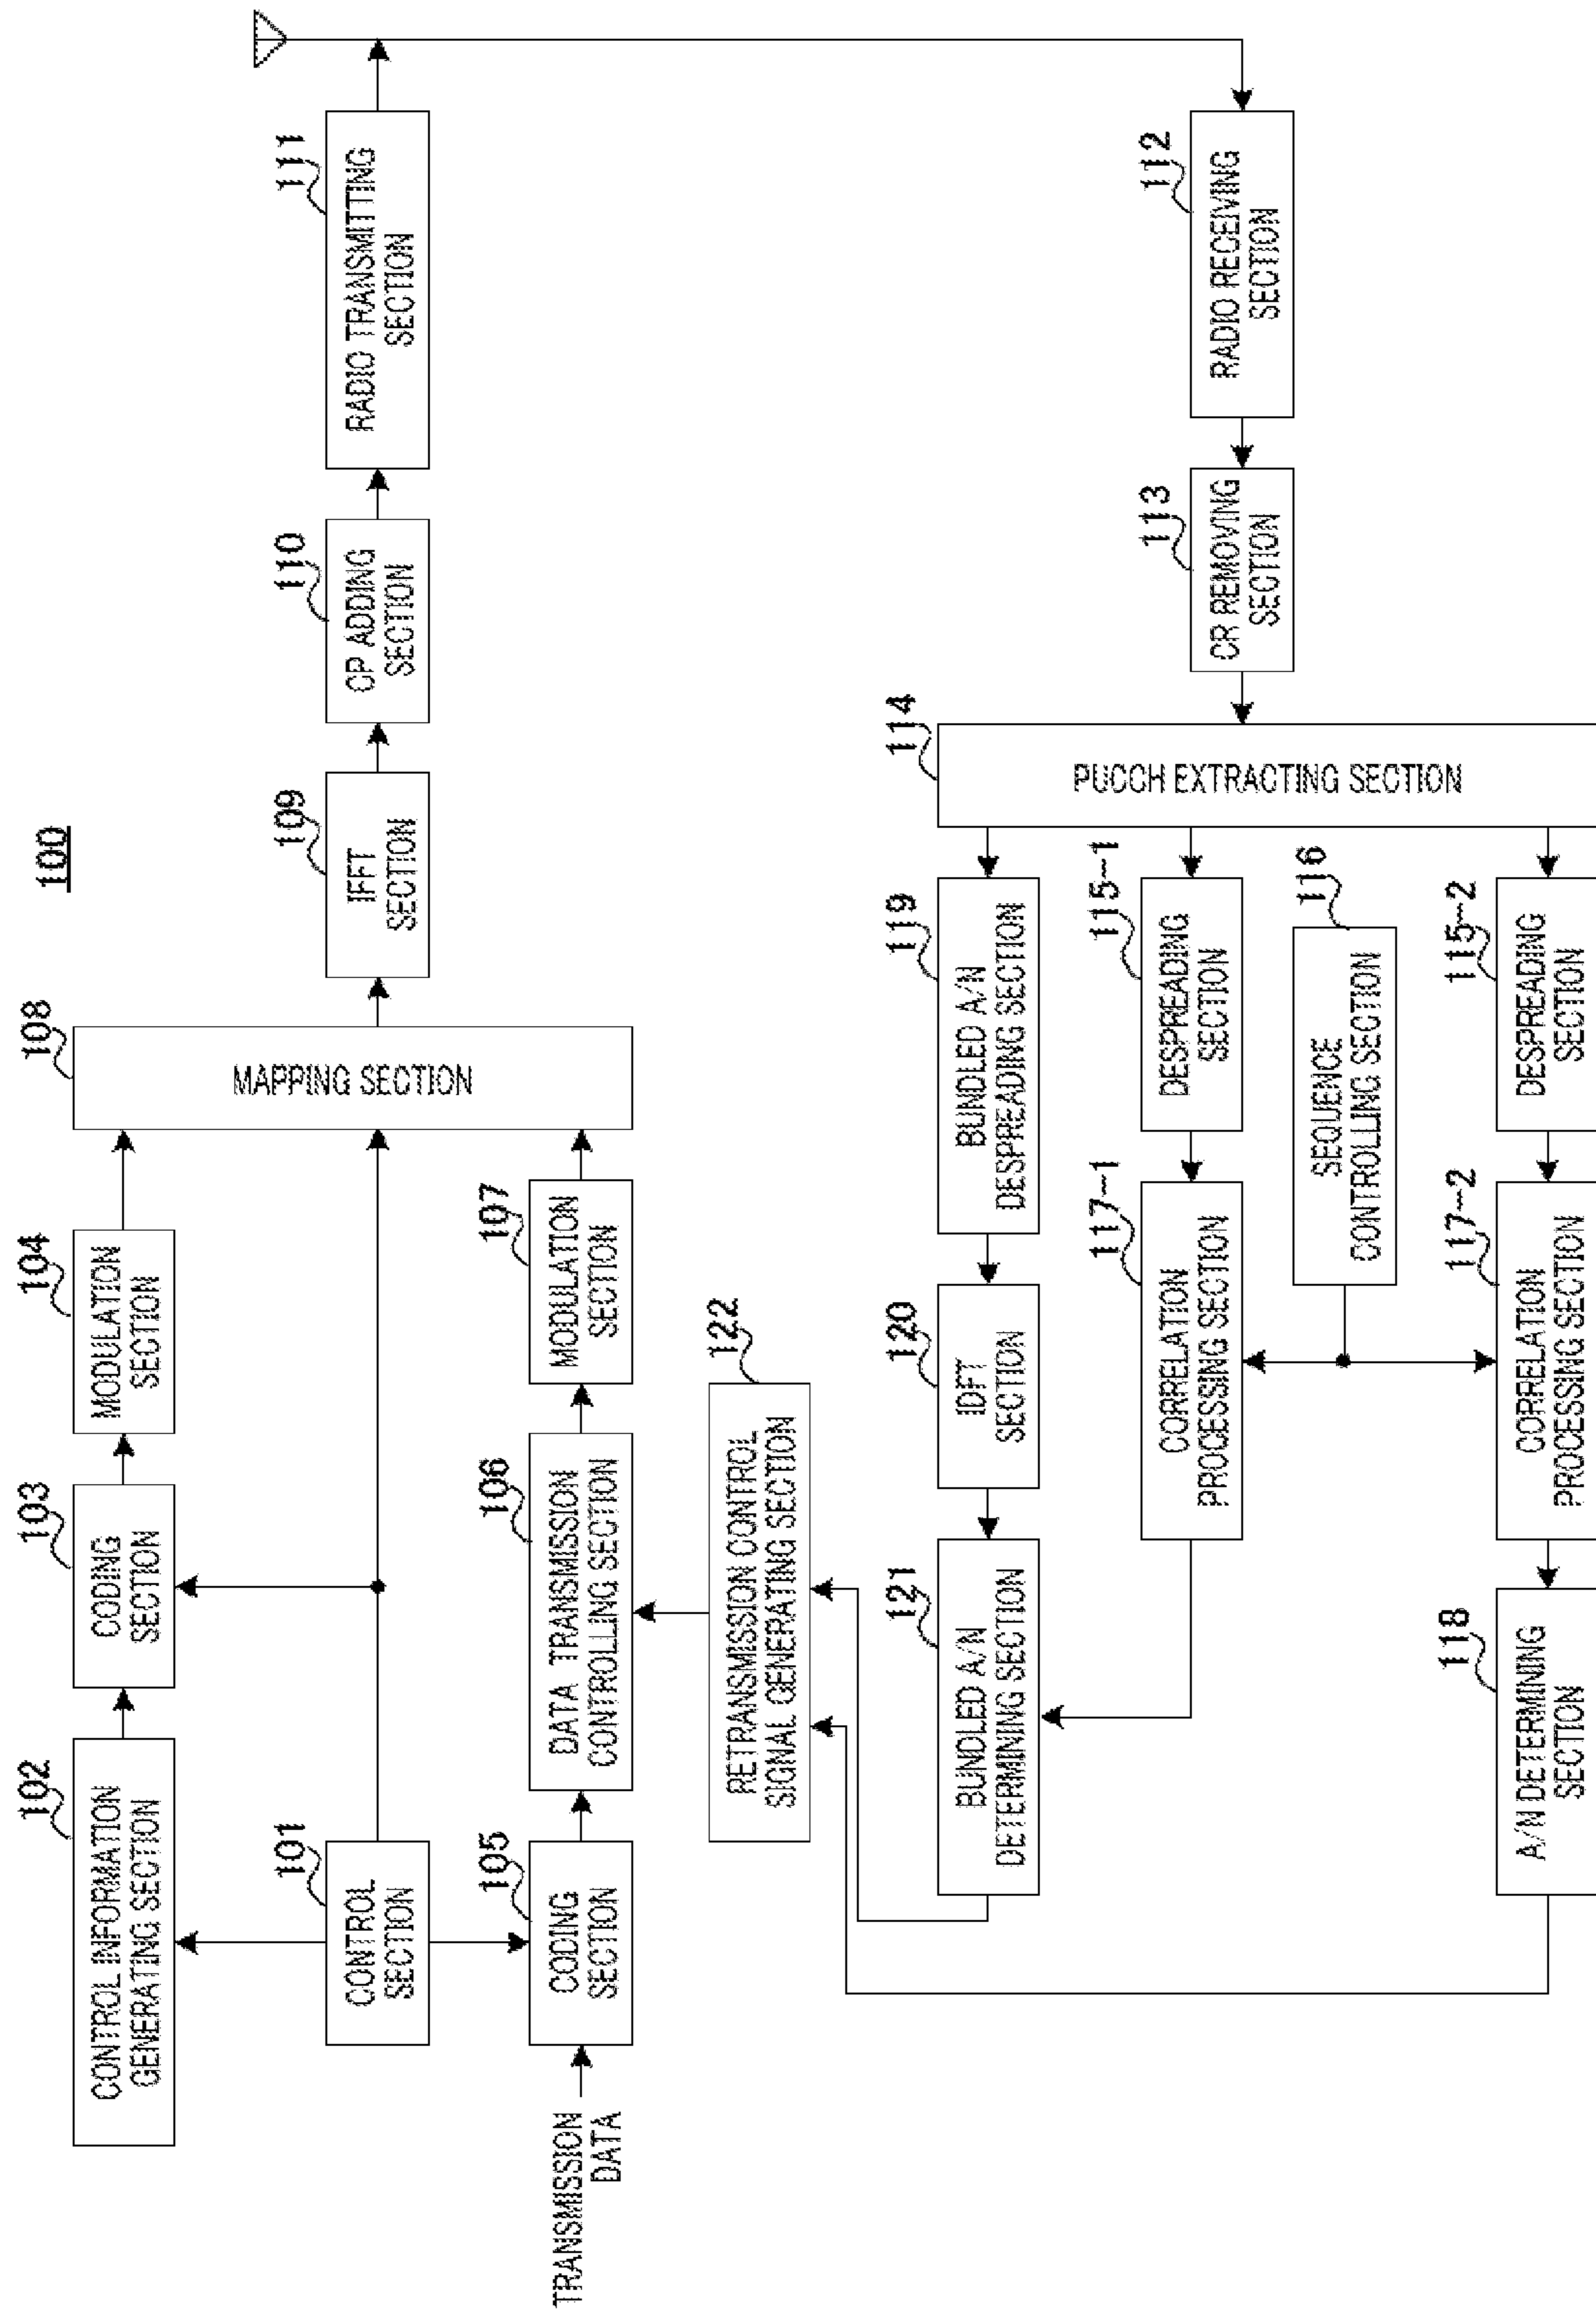 100
102
CONTROL INFORMATION
GENERATING SECTION
103
CODING
SECTION
104
MODULATION
SECTION
108
MAPPING SECTION
109
IFFT
SECTION
110
CP ADDING
SECTION
111
RADIO TRANSMITTING
SECTION
101
CONTROL
SECTION
TRANSMISSION
DATA
105
CODING
SECTION
106
DATA TRANSMISSION
CONTROLLING SECTION
107
MODULATION
SECTION
122
RETRANSMISSION CONTROL
SIGNAL GENERATING SECTION
121
BUNDLED A/N
DETERMINING SECTION
120
IDFT
SECTION
119
BUNDLED A/N
DESPREADING SECTION
114
PUCCH EXTRACTING SECTION
113
CR REMOVING
SECTION
112
RADIO RECEIVING
SECTION
117-1
CORRELATION
PROCESSING SECTION
115-1
DESPREADING
SECTION
116
SEQUENCE
CONTROLLING SECTION
118
A/N DETERMINING
SECTION
117-2
CORRELATION
PROCESSING SECTION
115-2
DESPREADING
SECTION